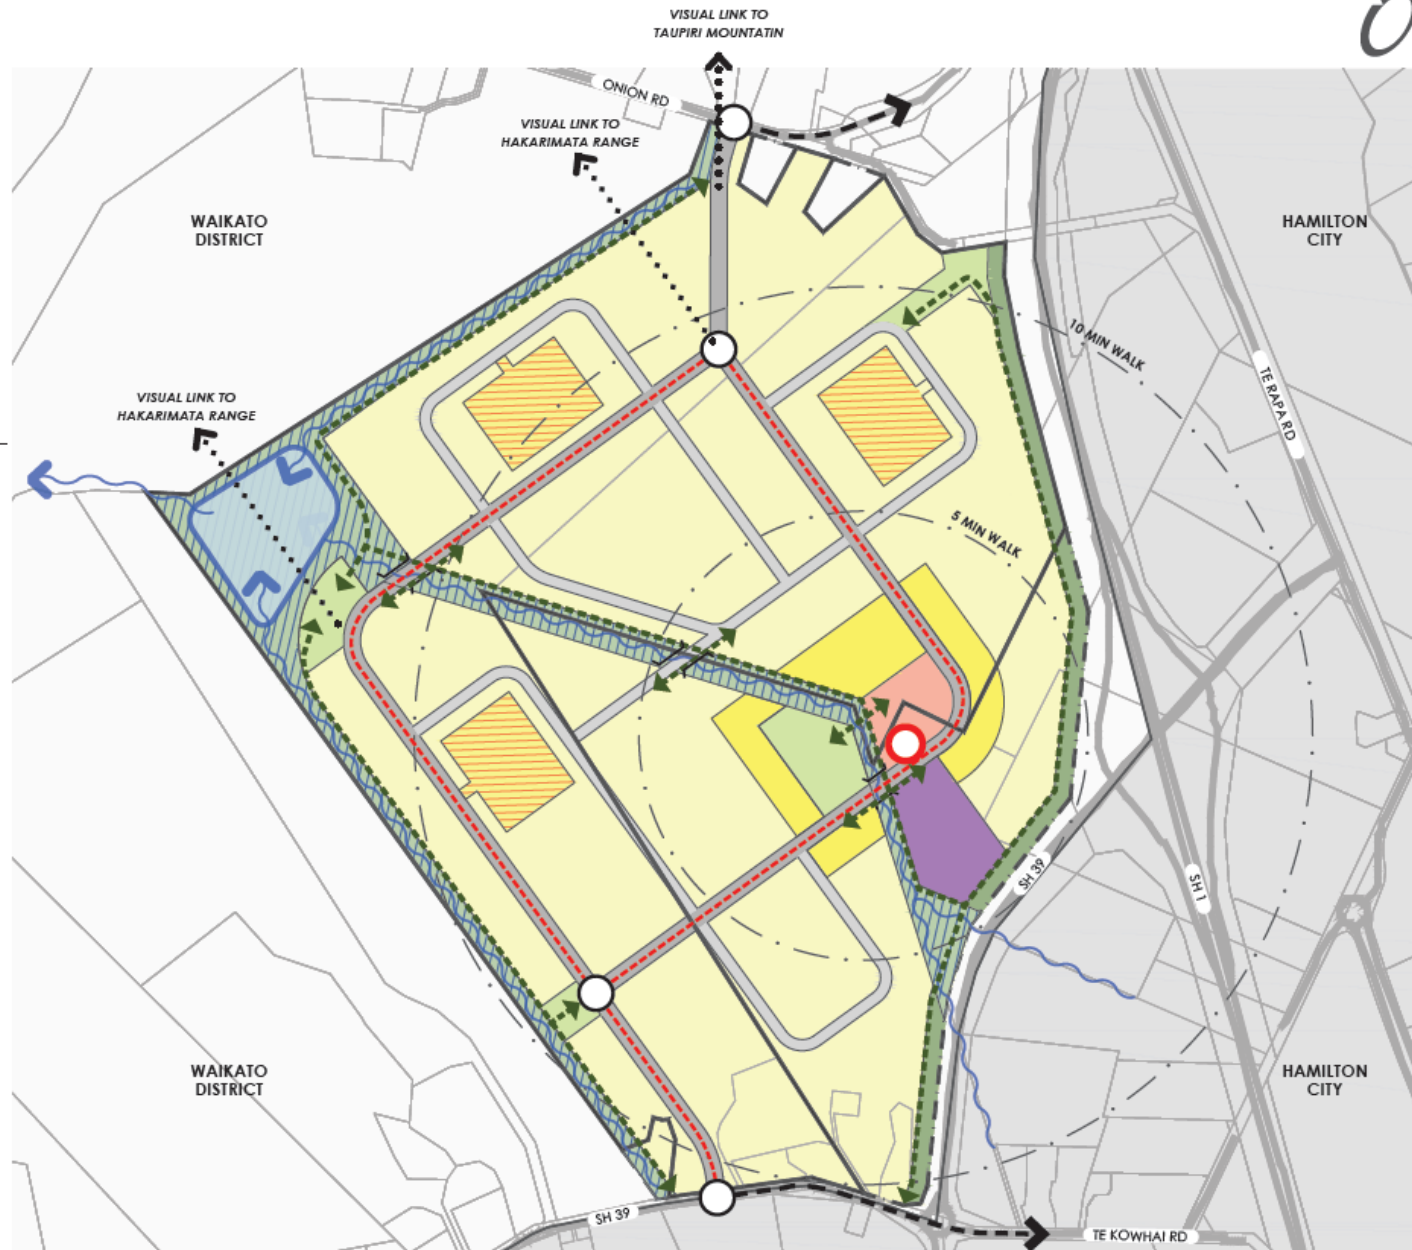 VISUAL LINK TO
TAUPIRI MOUNTATIN
ONION RD
VISUAL LINK TO
HAKARIMATA RANGE
WAIKATO
DISTRICT
HAMILTON
CITY
10 MIN WALK
TE RAPA RD
VISUAL LINK TO
HAKARIMATA RANGE
5 MIN WALK
SH 39
SH 1
WAIKATO
DISTRICT
HAMILTON
CITY
SH 39
TE KOWHAI RD